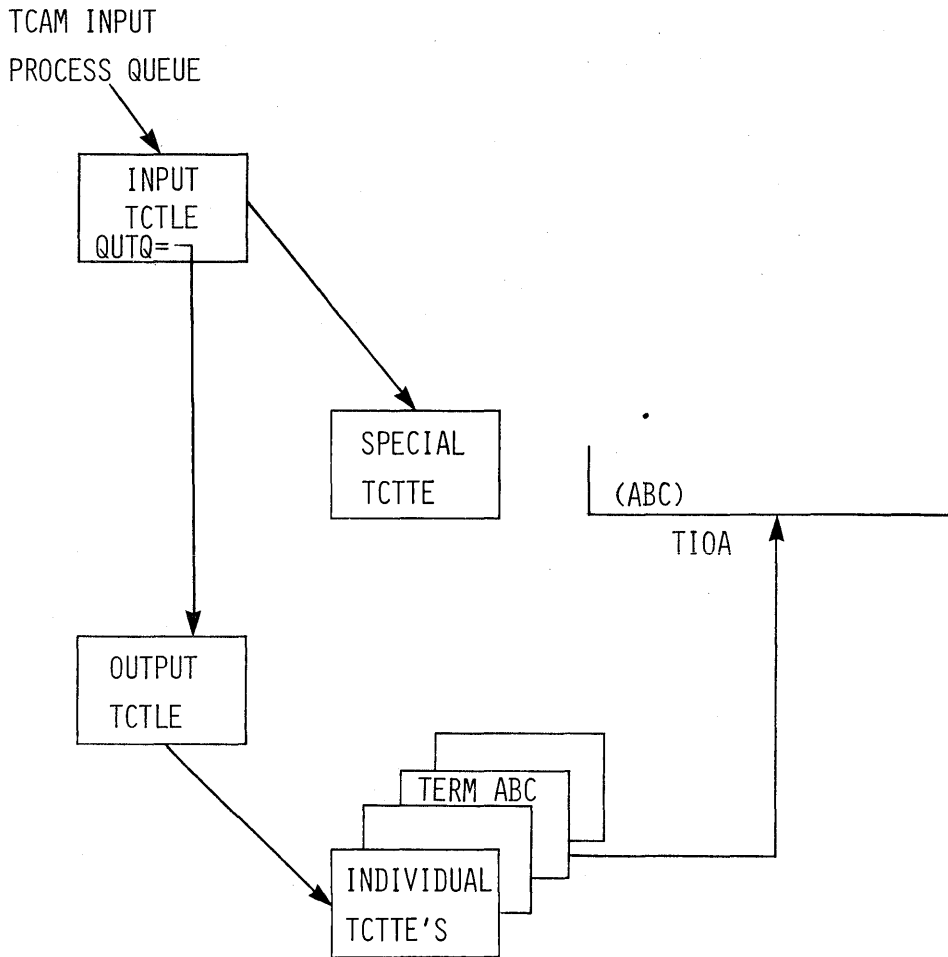 TCAM INPUT
PROCESS QUEUE
INPUT
TCTLE
QUTQ=
SPECIAL
TCTTE
(ABC)
TIOA
OUTPUT
TCTLE
TERM ABC
INDIVIDUAL
TCTTE'S